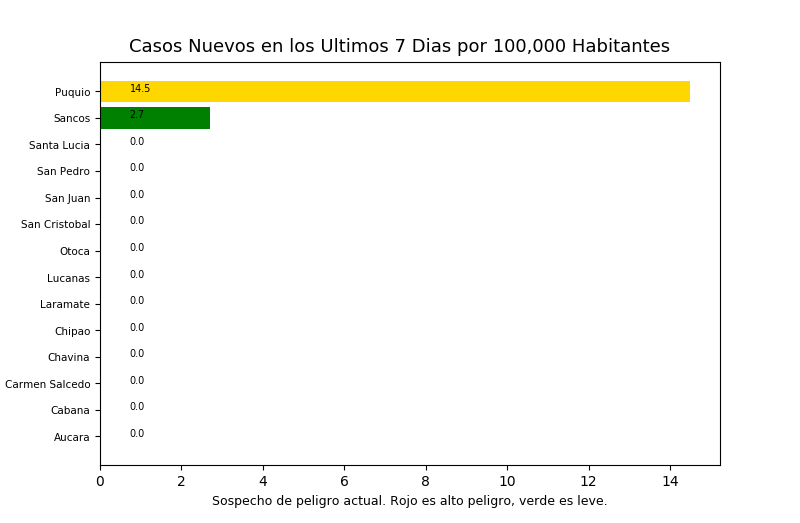 Casos Nuevos en los Ultimos 7 Dias por 100,000 Habitantes
Puquio 14.5
Sancos 2.7
Santa Lucia 0.0
San Pedro 0.0
San Juan 0.0
San Cristobal 0.0
Otoca 0.0
Lucanas 0.0
Laramate 0.0
Chipao 0.0
Chavina 0.0
Carmen Salcedo 0.0
Cabana 0.0
Aucara 0.0
0 2 4 6 8 10 12 14
Sospecho de peligro actual. Rojo es alto peligro, verde es leve.